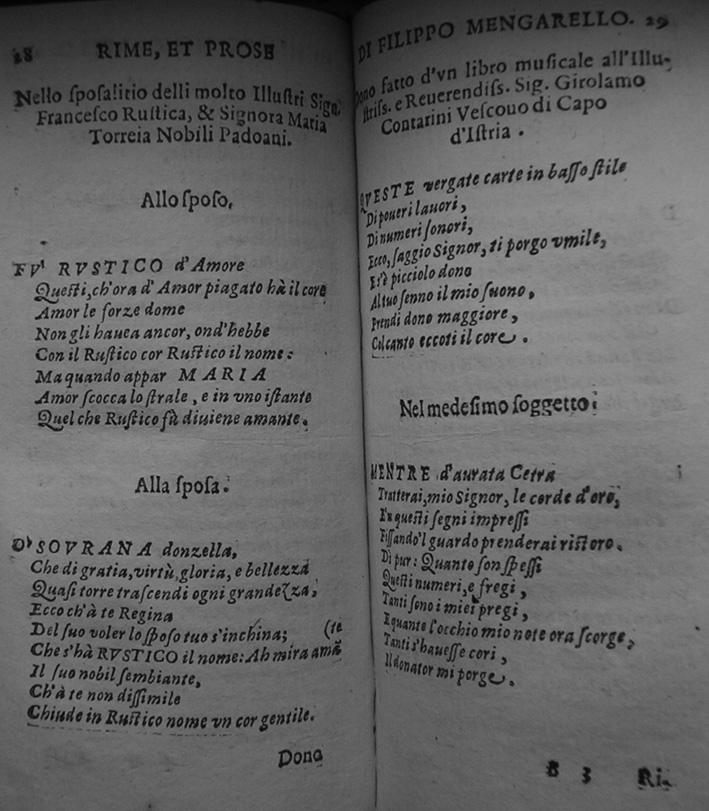 28 RIME, ET PROSE
Nello ſpoſalitio delli molto Illuſtri Sign.
Franceſco Ruſtica, & Signora Maria
Torreia Nobili Padoani.
Allo ſpoſo,
FV' RVSTICO d'Amore
Queſti, ch'ora d'Amor piagato hà il core
Amor le forze dome
Non gli hauea ancor, ond'hebbe
Con il Ruſtico cor Ruſtico il nome:
Ma quando appar MARIA
Amor ſcocca lo ſtrale, e in vno iſtante
Quel che Ruſtico fù diuiene amante.
Alla ſpoſa.
O' SOVRANA donzella,
Che di gratia, virtù, gloria, e bellezza
Quaſi torre traſcendi ogni grandezza,
Ecco ch'à te Regina
Del ſuo voler lo ſpoſo tuo s'inchina; (te
Che s'hà RVSTICO il nome: Ah mira amã
Il ſuo nobil ſembiante,
Ch'à te non diſſimile
Chiude in Ruſtico nome vn cor gentile.
Dono
DI FILIPPO MENGARELLO. 29
Dono fatto d'vn libro muſicale all'Illu-
ſtriſs. e Reuerendiſs. Sig. Girolamo
Contarini Veſcouo di Capo
d'Iſtria.
QVESTE vergate carte in baſſo ſtile
Di poueri lauori,
Di numeri ſonori,
Ecco, ſaggio Signor, ti porgo vmile,
E s'è picciolo dono
Al tuo ſenno il mio ſuono,
Prendi dono maggiore,
Col canto eccoti il core.
Nel medeſimo ſoggetto:
MENTRE d'aurata Cetra
Tratterai, mio Signor, le corde d'oro,
E'n queſti ſegni impreſſi
Fiſſando'l guardo prenderai riſtoro.
Di pur: Quanto ſon ſpeſſi
Queſti numeri, e fregi,
Tanti ſono i miei pregi,
E quante l'occhio mio note ora ſcorge,
Tanti s'haueſſe cori,
Il donator mi porge.
B 3 Ri-